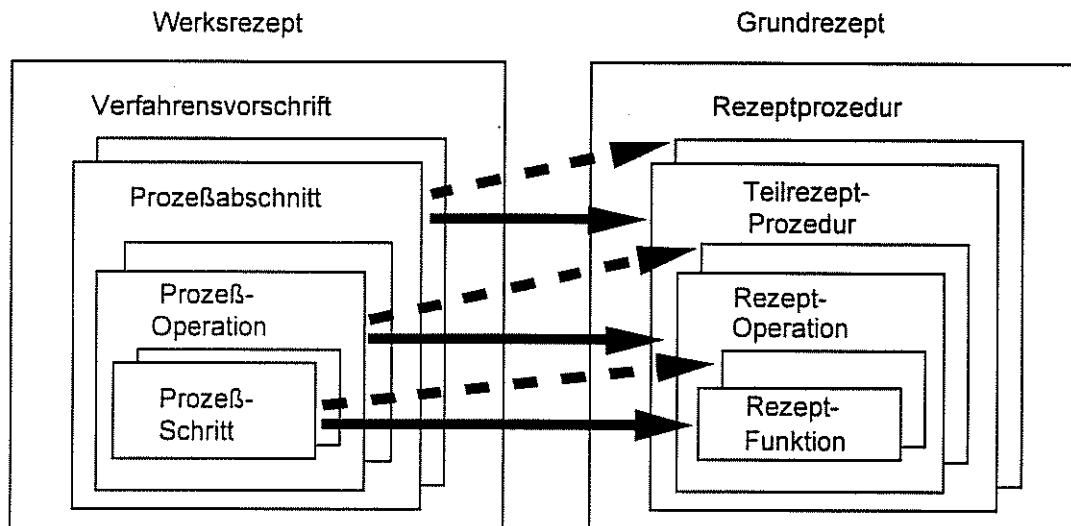 Werksrezept
Grundrezept
Verfahrensvorschrift
Rezeptprozedur
Prozeßabschnitt
Teilrezept-
Prozedur
Prozeß-
Operation
Rezept-
Operation
Prozeß-
Schritt
Rezept-
Funktion